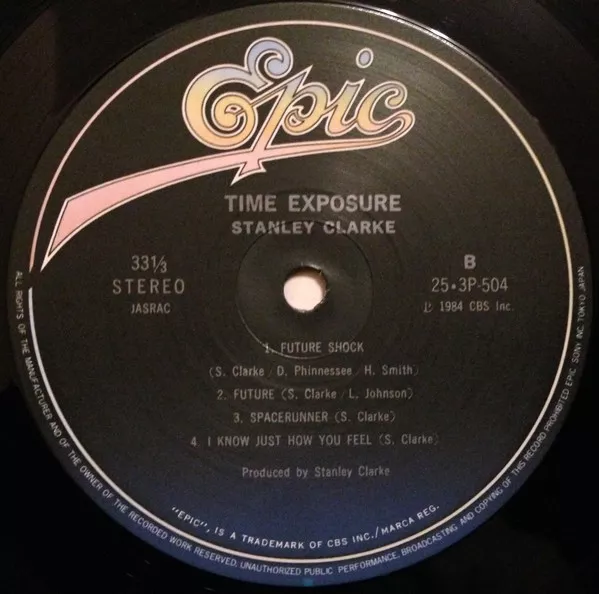 Epic
TIME EXPOSURE
STANLEY CLARKE
33⅓
STEREO
JASRAC
B
25・3P-504
℗ 1984 CBS Inc.
1. FUTURE SHOCK
(S. Clarke / D. Phinnessee / H. Smith)
2. FUTURE (S. Clarke / L. Johnson)
3. SPACERUNNER (S. Clarke)
4. I KNOW JUST HOW YOU FEEL (S. Clarke)
Produced by Stanley Clarke
"EPIC", IS A TRADEMARK OF CBS INC./MARCA REG.
ALL RIGHTS OF THE MANUFACTURER AND OF THE OWNER OF THE RECORDED WORK RESERVED. UNAUTHORIZED PUBLIC PERFORMANCE, BROADCASTING AND COPYING OF THIS RECORD PROHIBITED EPIC SONY INC. TOKYO JAPAN